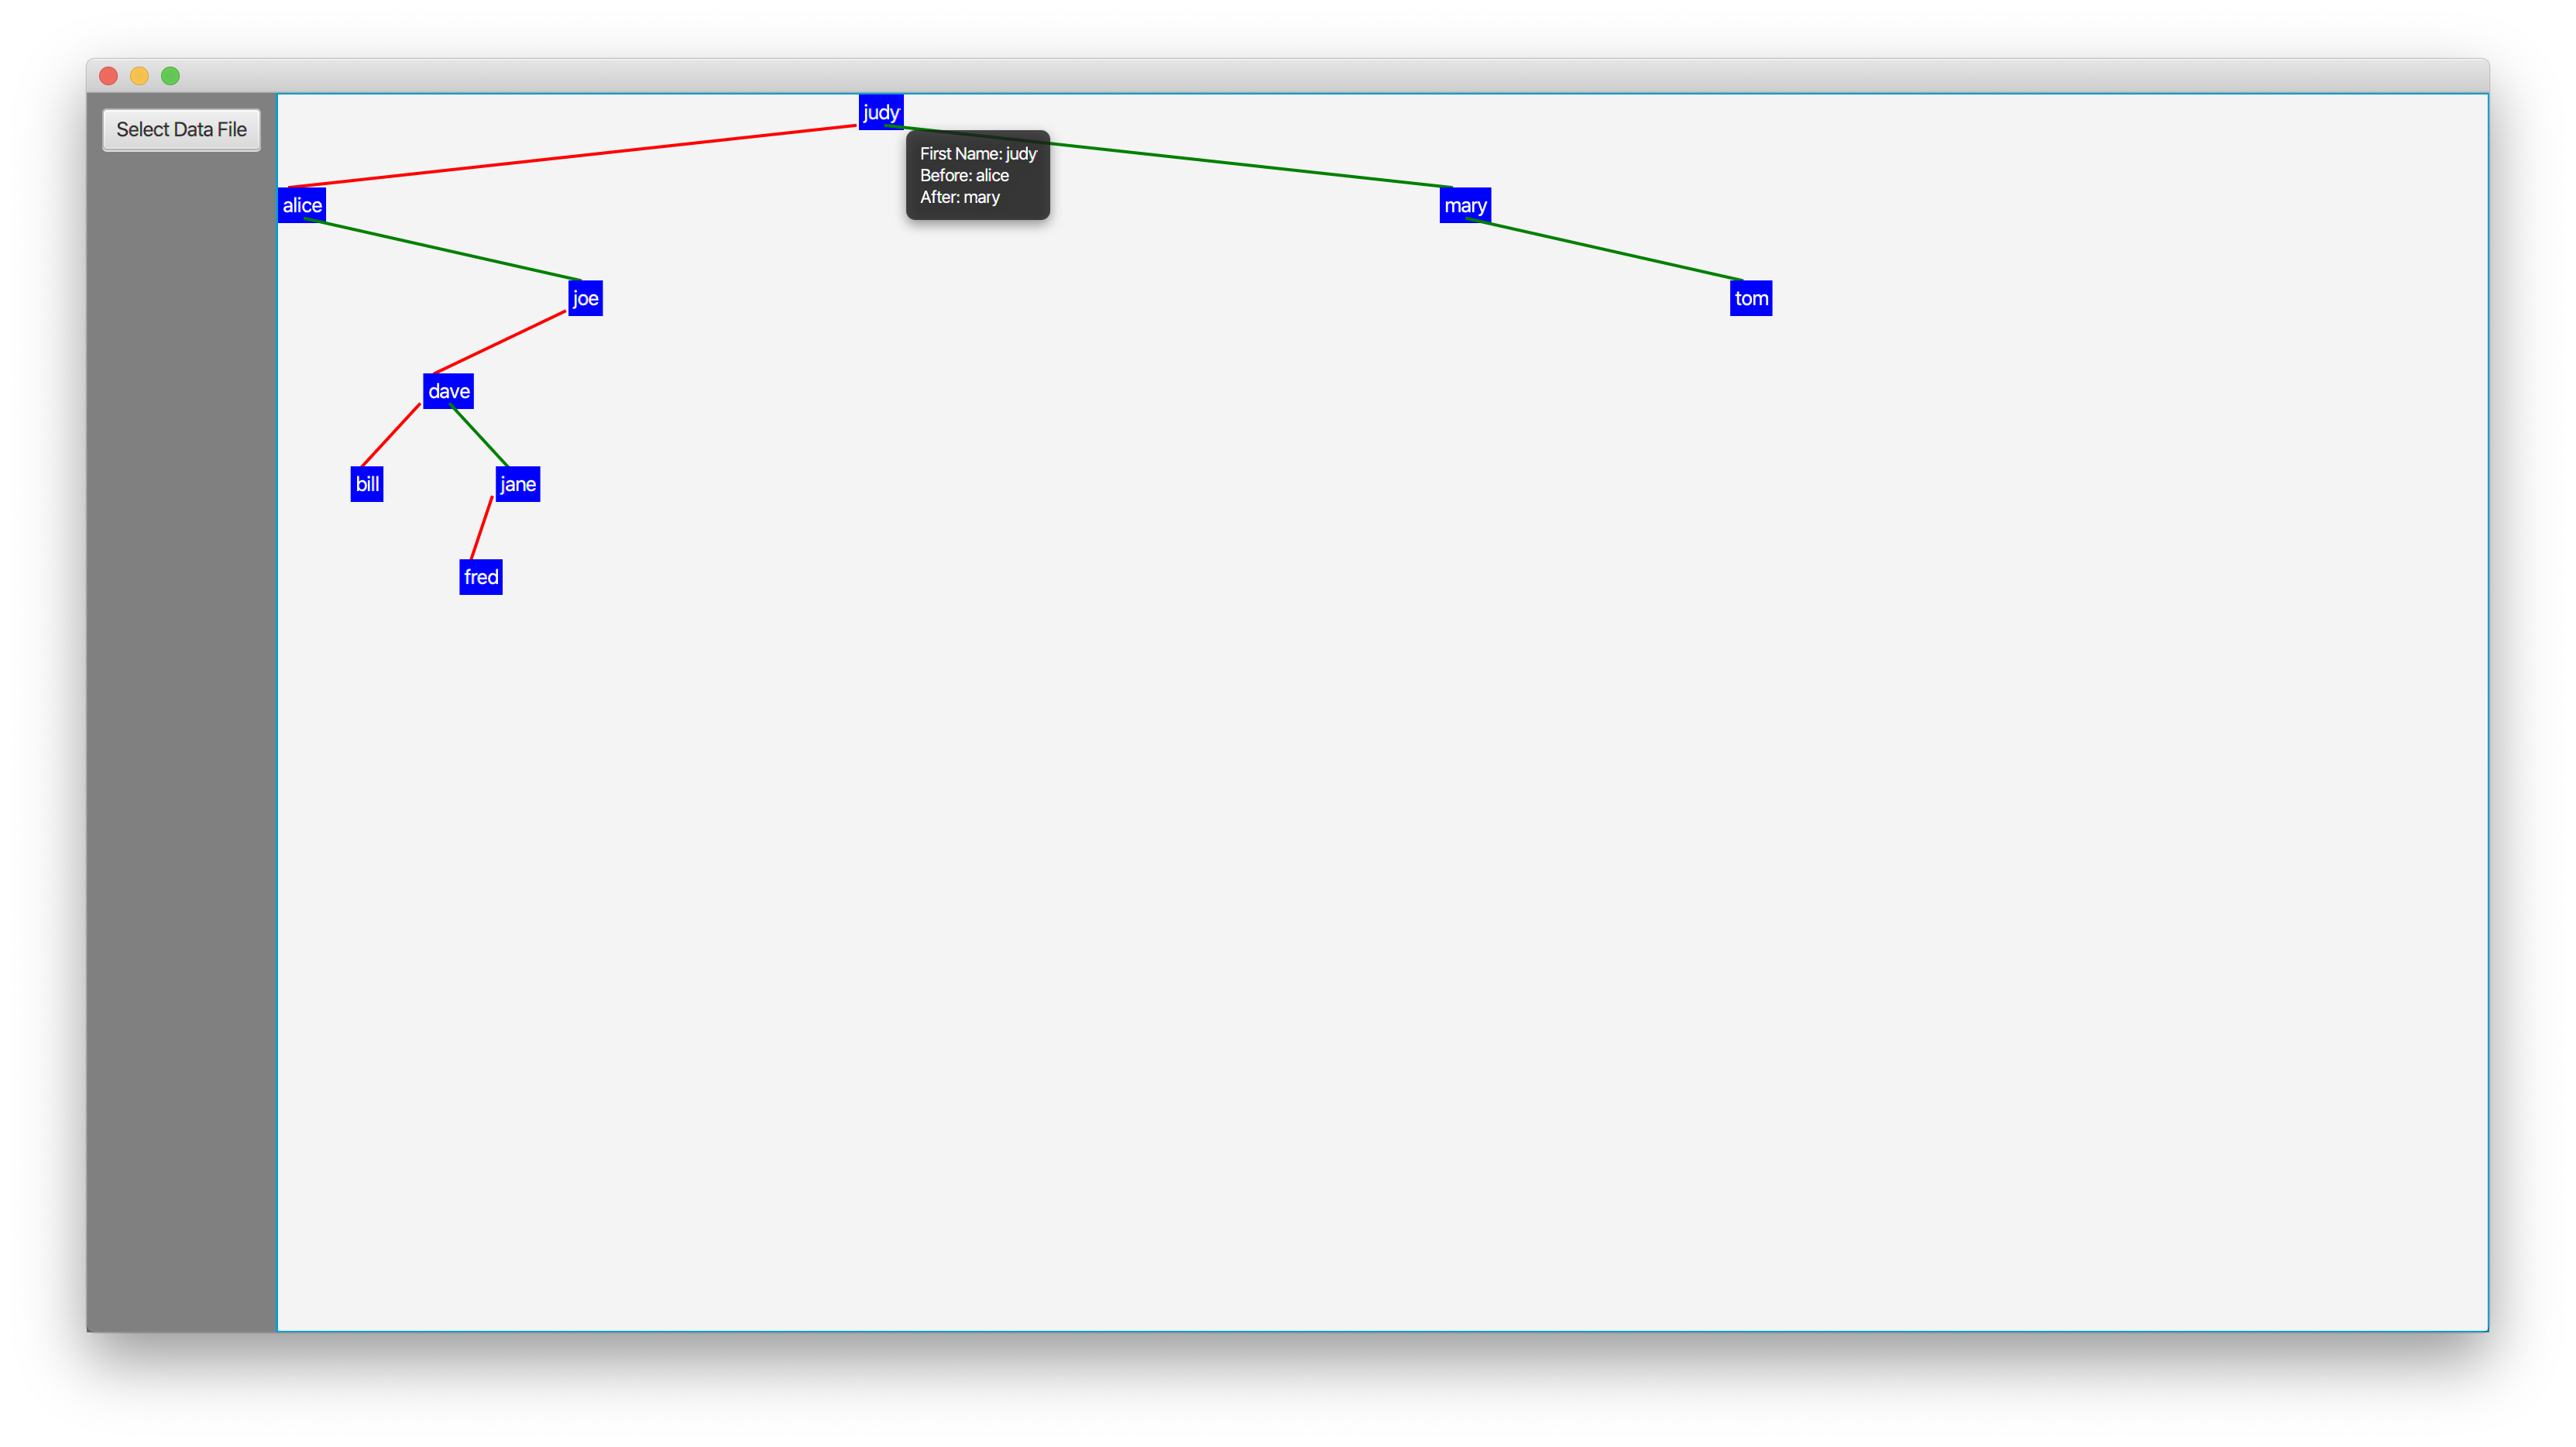 Select Data File
judy
First Name: judy
Before: alice
After: mary
alice
mary
joe
tom
dave
bill
jane
fred